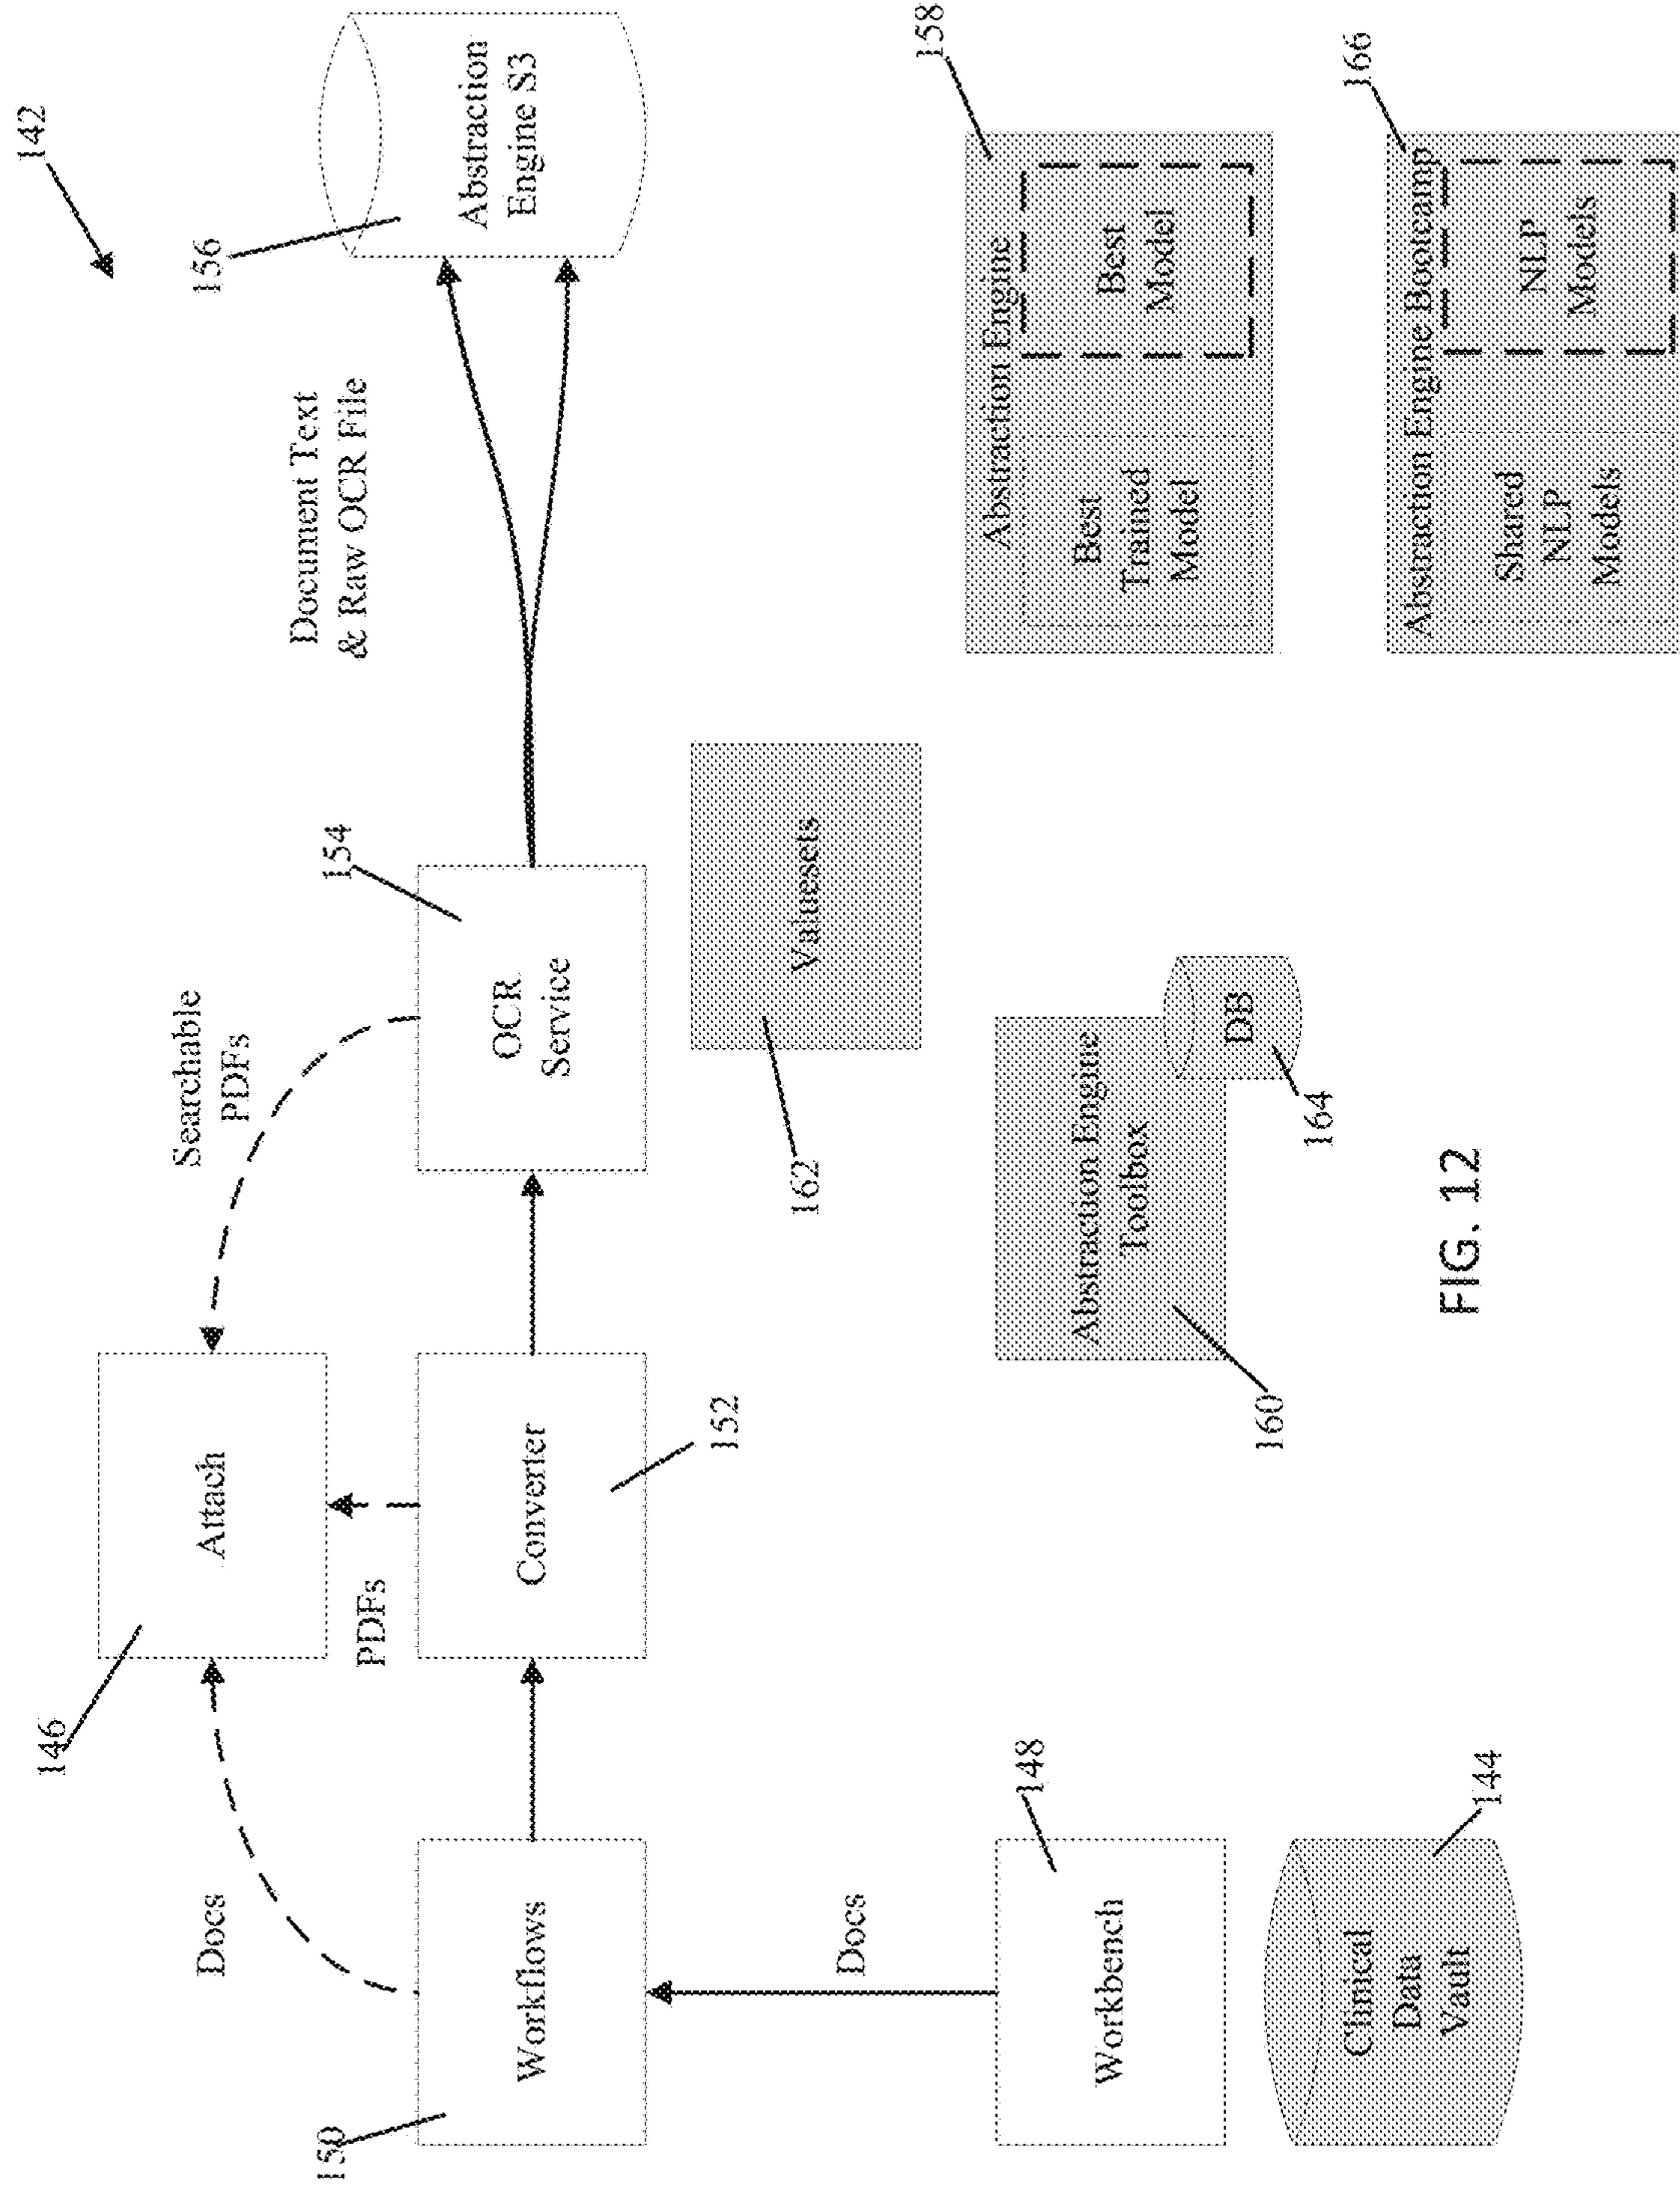 142
146
Attach
Docs
Searchable
PDFs
PDFs
150
Workflows
Converter
152
154
OCR
Service
Document Text
& Raw OCR File
156
Abstraction
Engine S3
Docs
148
Workbench
162
Valuesets
144
Clinical
Data
Vault
160
Abstraction Engine
Toolbox
DB
164
158
Abstraction Engine
Best
Trained
Model
Best
Model
166
Abstraction Engine Bootcamp
Shared
NLP
Models
NLP
Models
FIG. 12